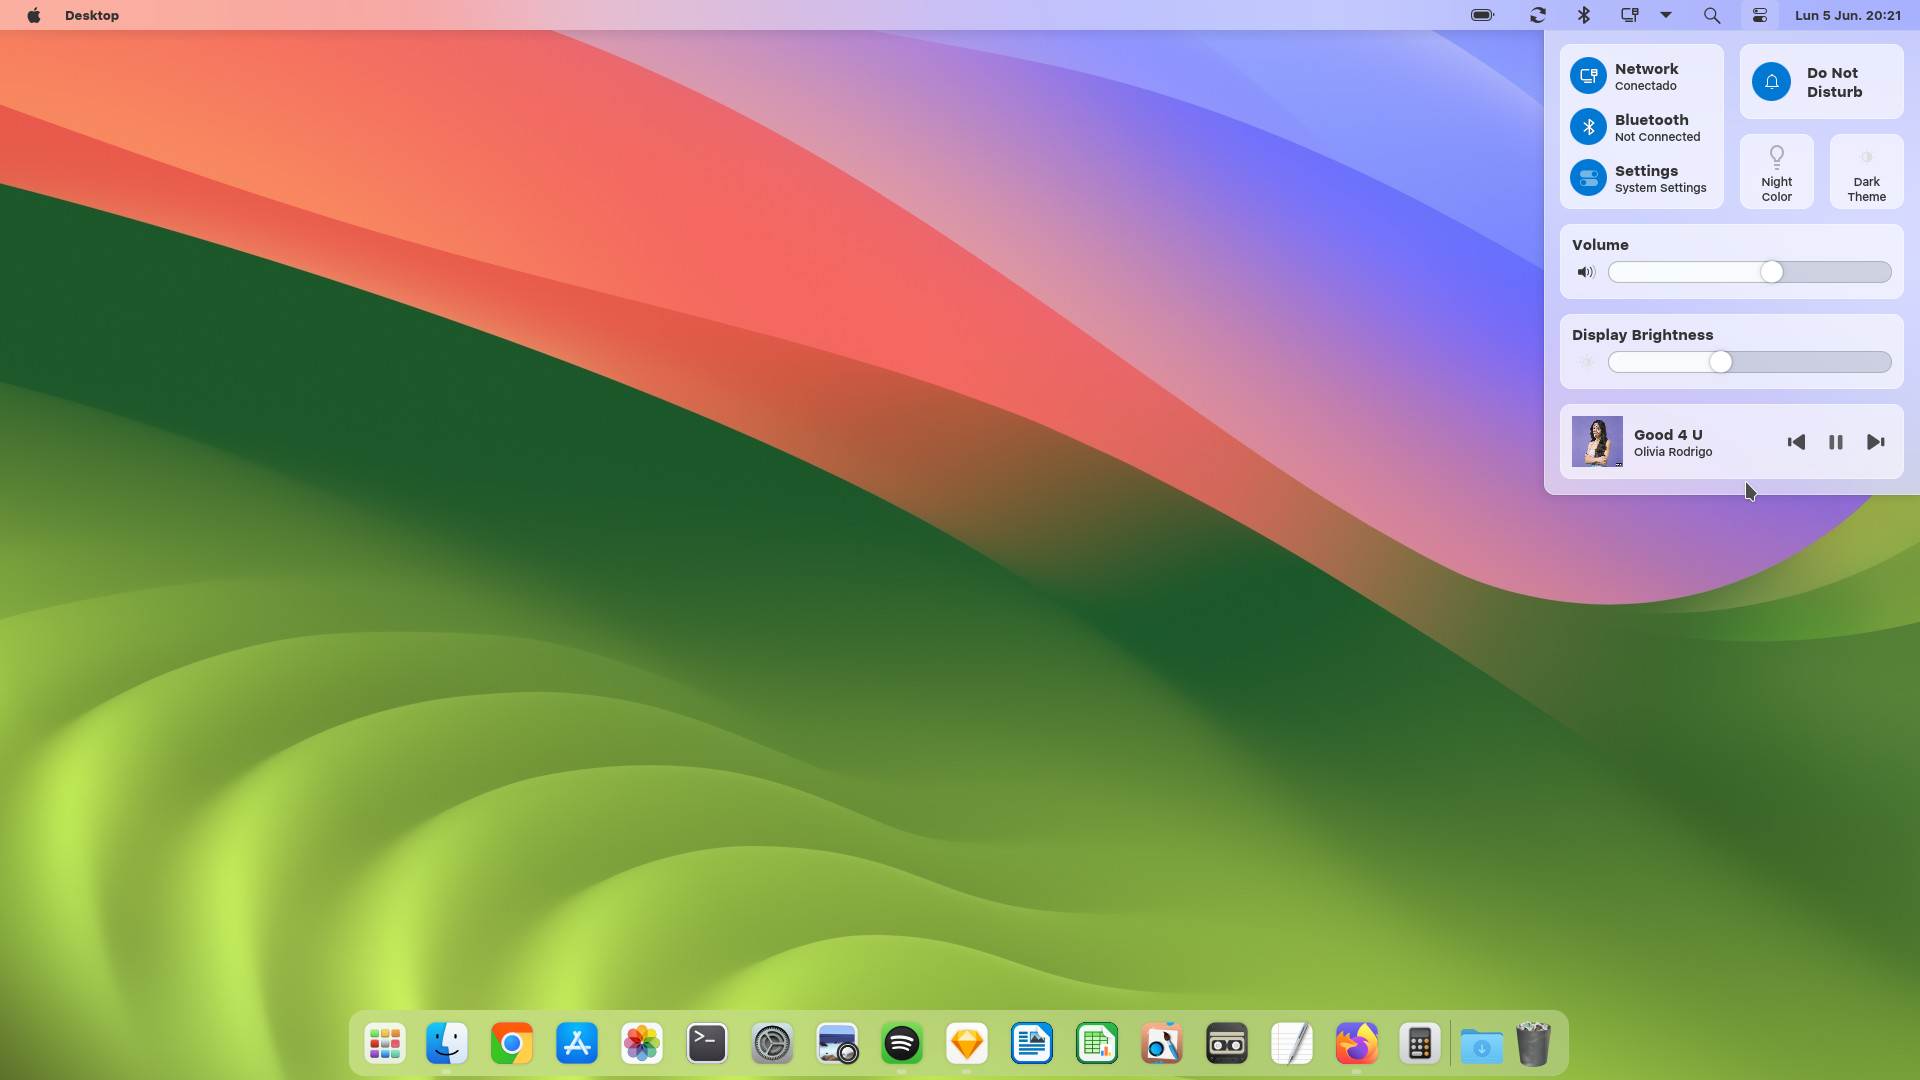 Desktop
Lun 5 Jun. 20:21
Network
Conectado
Do Not
Disturb
Bluetooth
Not Connected
Settings
System Settings
Night
Color
Dark
Theme
Volume
Display Brightness
Good 4 U
Olivia Rodrigo